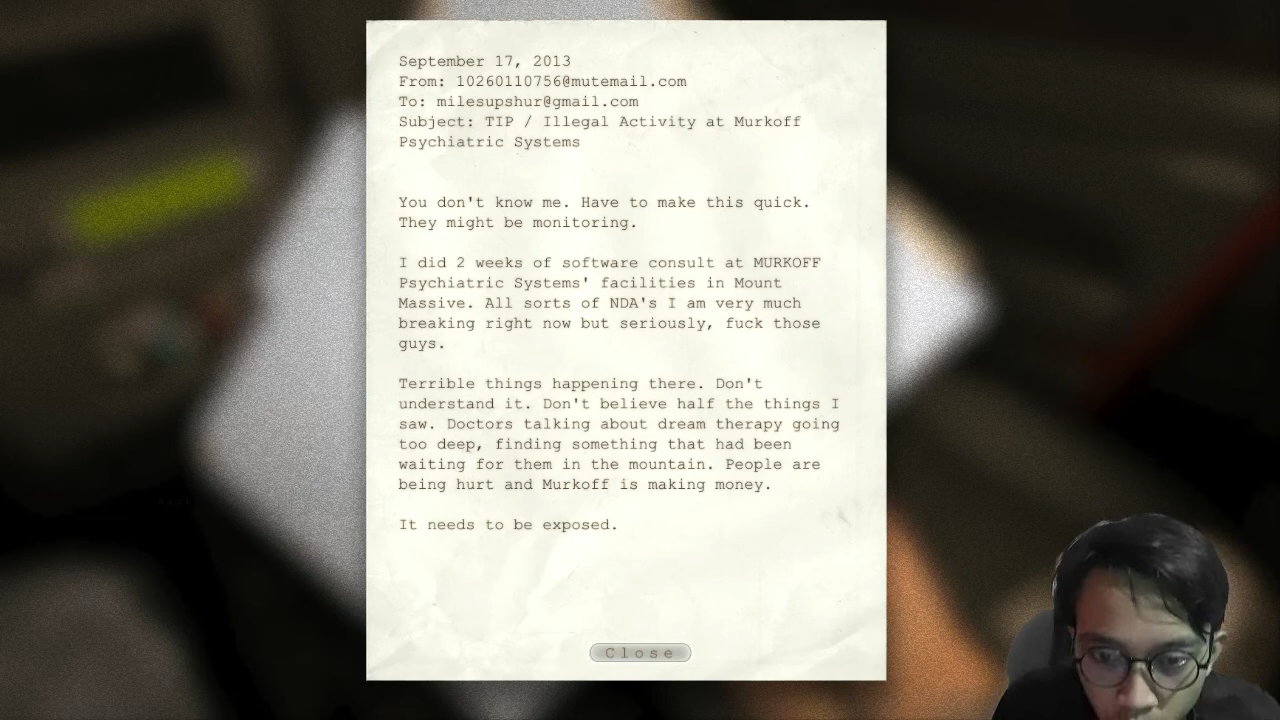 September 17, 2013
From: 10260110756@mutemail.com
To: milesupshur@gmail.com
Subject: TIP / Illegal Activity at Murkoff
Psychiatric Systems
You don't know me. Have to make this quick.
They might be monitoring.
I did 2 weeks of software consult at MURKOFF
Psychiatric Systems' facilities in Mount
Massive. All sorts of NDA's I am very much
breaking right now but seriously, fuck those
guys.
Terrible things happening there. Don't
understand it. Don't believe half the things I
saw. Doctors talking about dream therapy going
too deep, finding something that had been
waiting for them in the mountain. People are
being hurt and Murkoff is making money.
It needs to be exposed.
Close